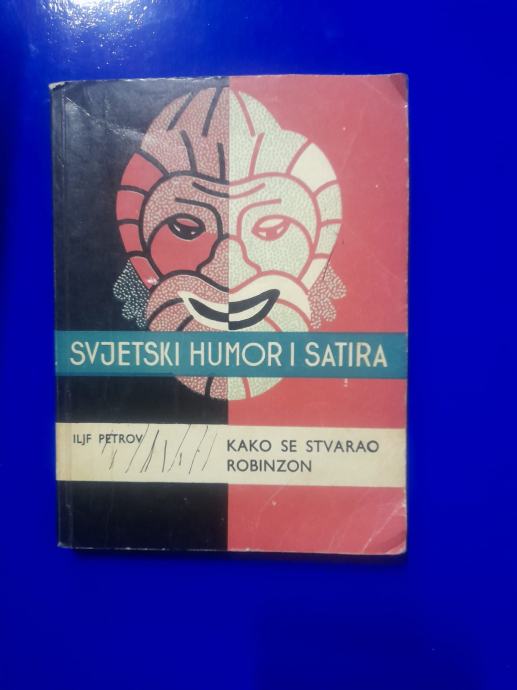 SVJETSKI HUMOR I SATIRA
ILJF PETROV
KAKO SE STVARAO
ROBINZON